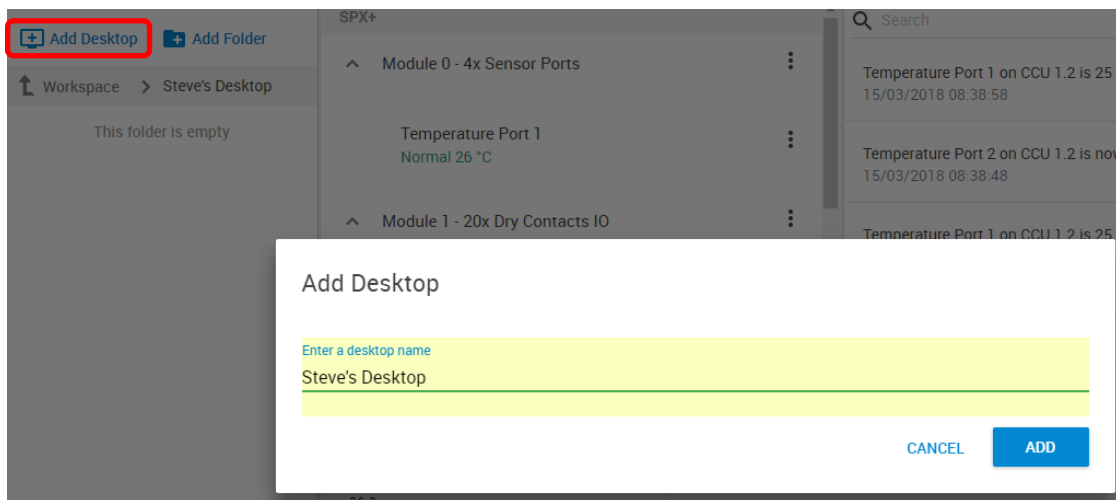 Add Desktop
Add Folder
Workspace > Steve's Desktop
This folder is empty
SPX+
Module 0 - 4x Sensor Ports
Temperature Port 1
Normal 26 °C
Module 1 - 20x Dry Contacts IO
Search
Temperature Port 1 on CCU 1.2 is 25
15/03/2018 08:38:58
Temperature Port 2 on CCU 1.2 is now
15/03/2018 08:38:48
Temperature Port 1 on CCU 1.2 is 25.
Add Desktop
Enter a desktop name
Steve's Desktop
CANCEL
ADD